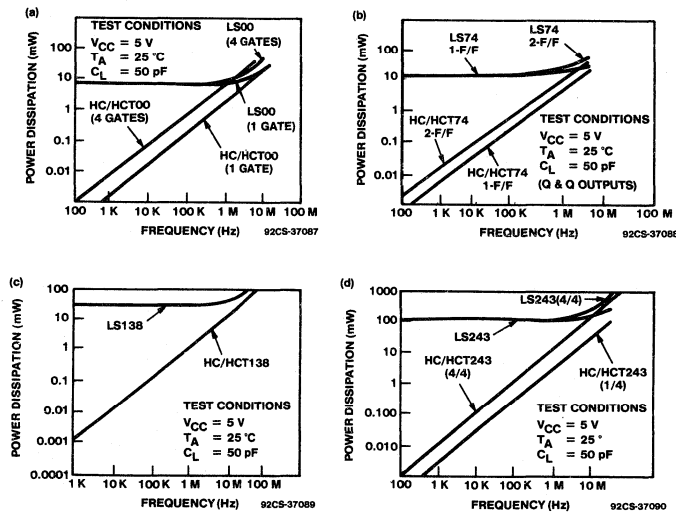 (a)
TEST CONDITIONS
VCC = 5 V
TA = 25 °C
CL = 50 pF
LS00
(4 GATES)
HC/HCT00
(4 GATES)
LS00
(1 GATE)
HC/HCT00
(1 GATE)
POWER DISSIPATION (mW)
100
10
1
0.1
0.01
100 1 K 10 K 100 K 1 M 10 M 100 M
FREQUENCY (Hz)
92CS-37087
(b)
LS74
1-F/F
LS74
2-F/F
HC/HCT74
2-F/F
HC/HCT74
1-F/F
TEST CONDITIONS
VCC = 5 V
TA = 25 °C
CL = 50 pF
(Q & Q OUTPUTS)
POWER DISSIPATION (mW)
100
10
1
0.1
0.01
100 1 K 10 K 100 K 1 M 10 M 100 M
FREQUENCY (Hz)
92CS-37088
(c)
LS138
HC/HCT138
TEST CONDITIONS
VCC = 5 V
TA = 25 °C
CL = 50 pF
POWER DISSIPATION (mW)
100
10
1
0.1
0.01
0.001
0.0001
1 K 10 K 100 K 1 M 10 M 100 M
FREQUENCY (Hz)
92CS-37089
(d)
LS243(4/4)
LS243
HC/HCT243
(4/4)
HC/HCT243
(1/4)
TEST CONDITIONS
VCC = 5 V
TA = 25 °
CL = 50 pF
POWER DISSIPATION (mW)
1000
100
10
1
0.100
0.010
100 1 K 10 K 100 K 1 M 10 M 100 M
FREQUENCY (Hz)
92CS-37090